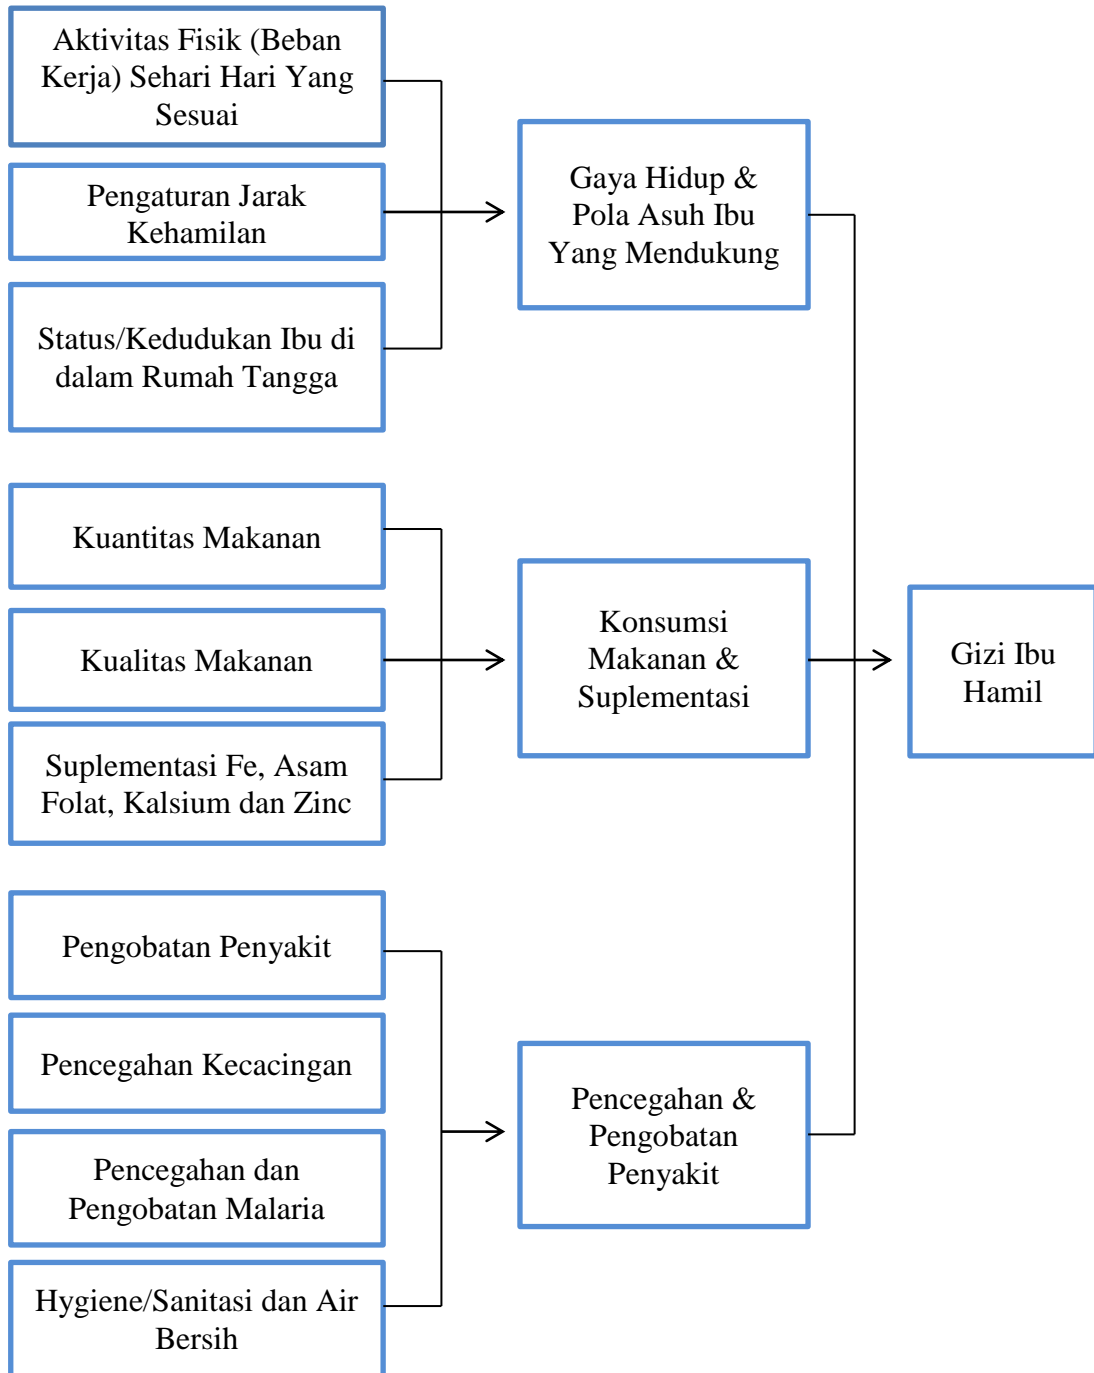 Aktivitas Fisik (Beban
Kerja) Sehari Hari Yang
Sesuai
Pengaturan Jarak
Kehamilan
Status/Kedudukan Ibu di
dalam Rumah Tangga
Gaya Hidup &
Pola Asuh Ibu
Yang Mendukung
Kuantitas Makanan
Kualitas Makanan
Suplementasi Fe, Asam
Folat, Kalsium dan Zinc
Konsumsi
Makanan &
Suplementasi
Gizi Ibu
Hamil
Pengobatan Penyakit
Pencegahan Kecacingan
Pencegahan dan
Pengobatan Malaria
Hygiene/Sanitasi dan Air
Bersih
Pencegahan &
Pengobatan
Penyakit